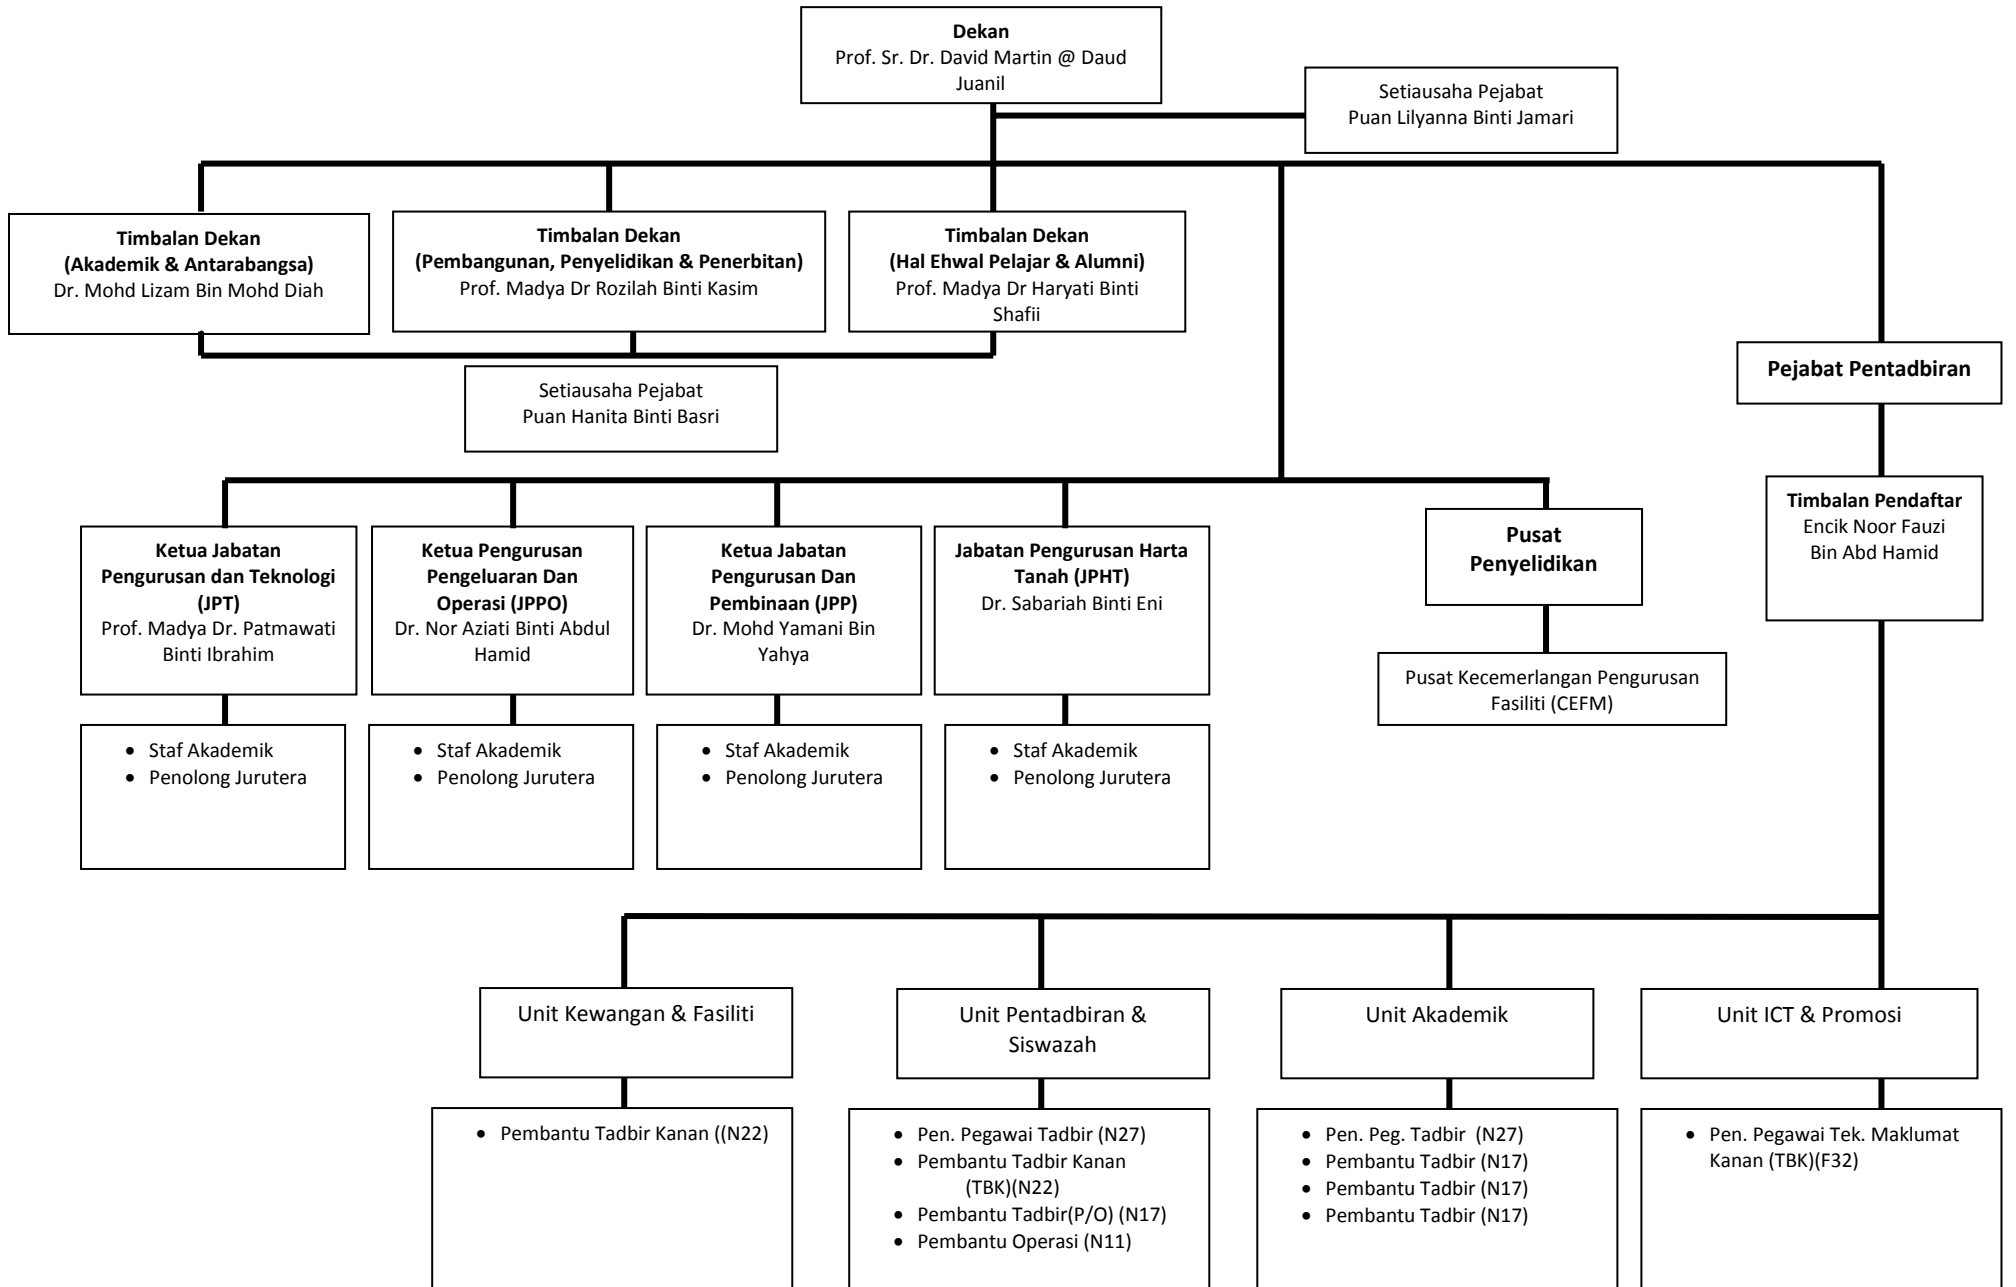 Dekan
Prof. Sr. Dr. David Martin @ Daud
Juanil
Setiausaha Pejabat
Puan Lilyanna Binti Jamari
Timbalan Dekan
(Akademik & Antarabangsa)
Dr. Mohd Lizam Bin Mohd Diah
Timbalan Dekan
(Pembangunan, Penyelidikan & Penerbitan)
Prof. Madya Dr Rozilah Binti Kasim
Timbalan Dekan
(Hal Ehwal Pelajar & Alumni)
Prof. Madya Dr Haryati Binti
Shafii
Setiausaha Pejabat
Puan Hanita Binti Basri
Pejabat Pentadbiran
Timbalan Pendaftar
Encik Noor Fauzi
Bin Abd Hamid
Ketua Jabatan
Pengurusan dan Teknologi
(JPT)
Prof. Madya Dr. Patmawati
Binti Ibrahim
Ketua Pengurusan
Pengeluaran Dan
Operasi (JPPO)
Dr. Nor Aziati Binti Abdul
Hamid
Ketua Jabatan
Pengurusan Dan
Pembinaan (JPP)
Dr. Mohd Yamani Bin
Yahya
Jabatan Pengurusan Harta
Tanah (JPHT)
Dr. Sabariah Binti Eni
Pusat
Penyelidikan
Pusat Kecemerlangan Pengurusan
Fasiliti (CEFM)
• Staf Akademik
• Penolong Jurutera
• Staf Akademik
• Penolong Jurutera
• Staf Akademik
• Penolong Jurutera
• Staf Akademik
• Penolong Jurutera
Unit Kewangan & Fasiliti
Unit Pentadbiran &
Siswazah
Unit Akademik
Unit ICT & Promosi
• Pembantu Tadbir Kanan ((N22)
• Pen. Pegawai Tadbir (N27)
• Pembantu Tadbir Kanan
(TBK)(N22)
• Pembantu Tadbir(P/O) (N17)
• Pembantu Operasi (N11)
• Pen. Peg. Tadbir (N27)
• Pembantu Tadbir (N17)
• Pembantu Tadbir (N17)
• Pembantu Tadbir (N17)
• Pen. Pegawai Tek. Maklumat
Kanan (TBK)(F32)